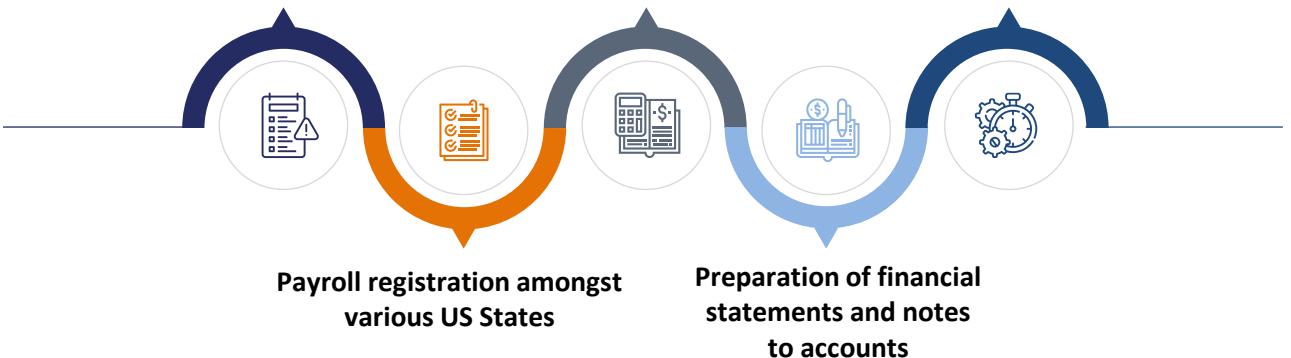 Payroll registration amongst
various US States
Preparation of financial
statements and notes
to accounts